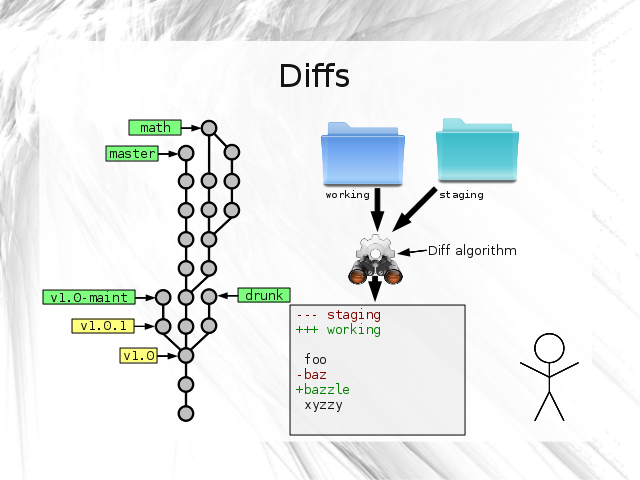 Diffs
math
master
working
staging
Diff algorithm
v1.0-maint
drunk
v1.0.1
v1.0
--- staging
+++ working
foo
-baz
+bazzle
xyzzy